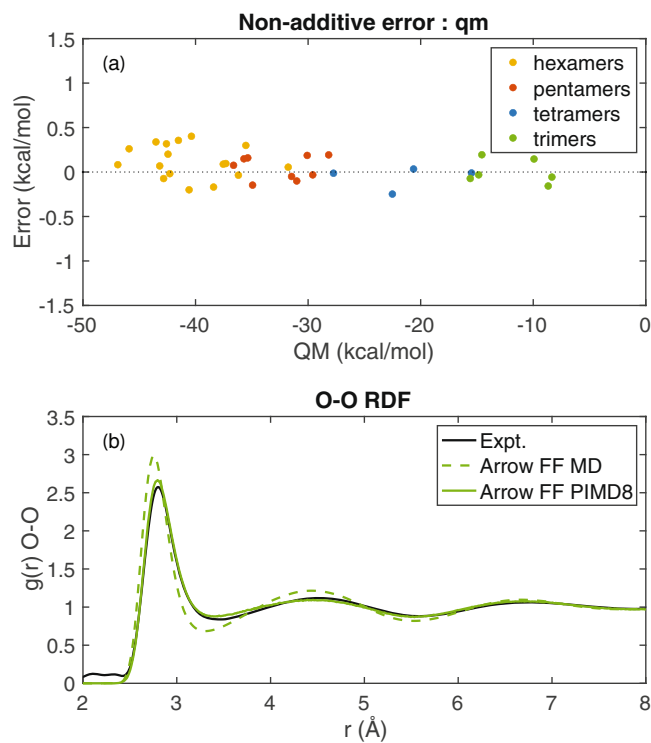 Non-additive error : qm
(a)
hexamers
pentamers
tetramers
trimers
1.5
1
0.5
0
-0.5
-1
-1.5
Error (kcal/mol)
-50
-40
-30
-20
-10
0
QM (kcal/mol)
O-O RDF
(b)
Expt.
Arrow FF MD
Arrow FF PIMD8
3.5
3
2.5
2
1.5
1
0.5
0
g(r) O-O
2
3
4
5
6
7
8
r (Å)